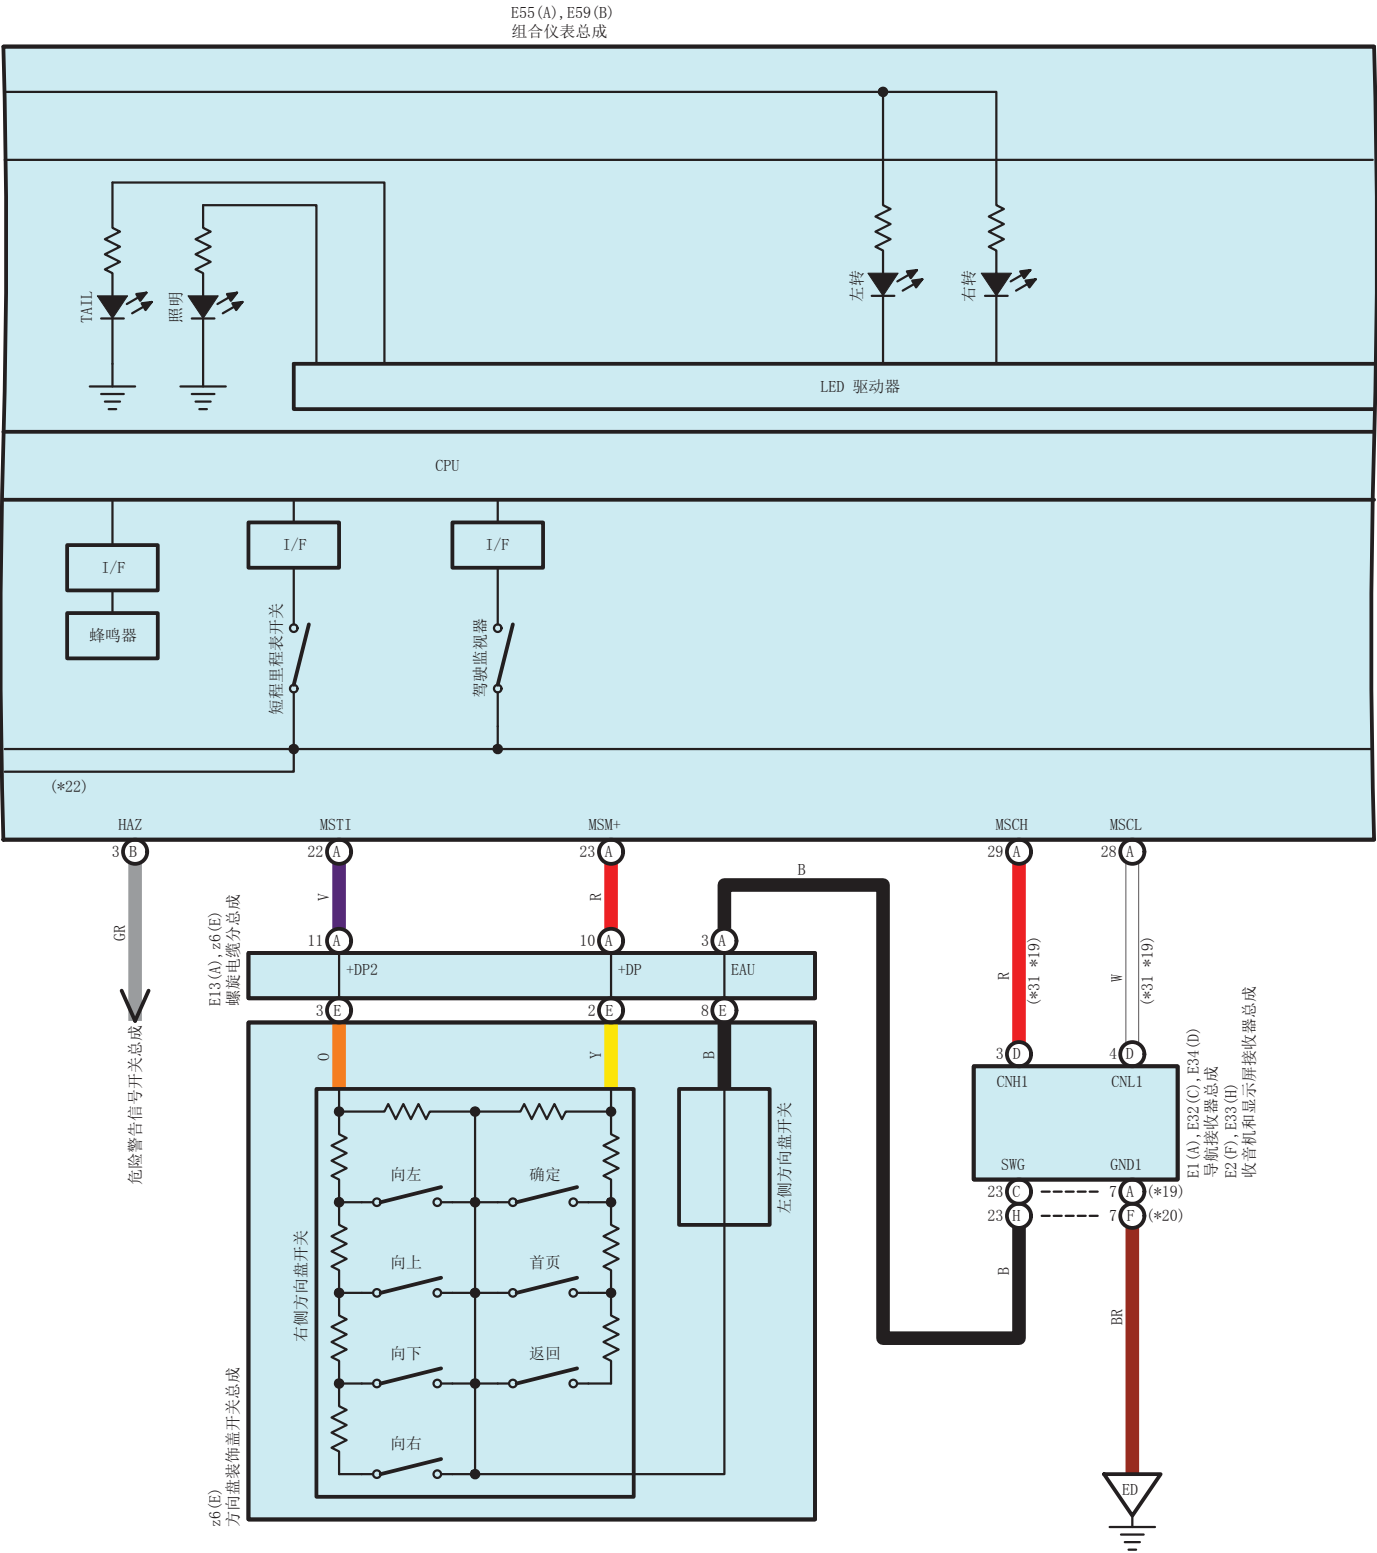 E55(A),E59(B)
组合仪表总成
TAIL
照明
左转
右转
LED 驱动器
CPU
I/F
I/F
I/F
蜂鸣器
短程里程表开关
驾驶监视器
(*22)
HAZ
MSTI
MSM+
MSCH
MSCL
3
B
22
A
23
A
29
A
28
A
B
GR
V
R
R
(*31 *19)
W
(*31 *19)
E13(A),z6(E)
螺旋电缆分总成
11
A
10
A
3
A
+DP2
+DP
EAU
3
E
2
E
8
E
危险警告信号开关总成
O
Y
B
3
D
4
D
CNH1
CNL1
SWG
GND1
E1(A),E32(C),E34(D)
导航接收器总成
E2(F),E33(H)
收音机和显示屏接收器总成
23
C
7
A
(*19)
23
H
7
F
(*20)
左侧方向盘开关
右侧方向盘开关
向左
确定
向上
首页
向下
返回
向右
B
BR
z6(E)
方向盘装饰盖开关总成
ED